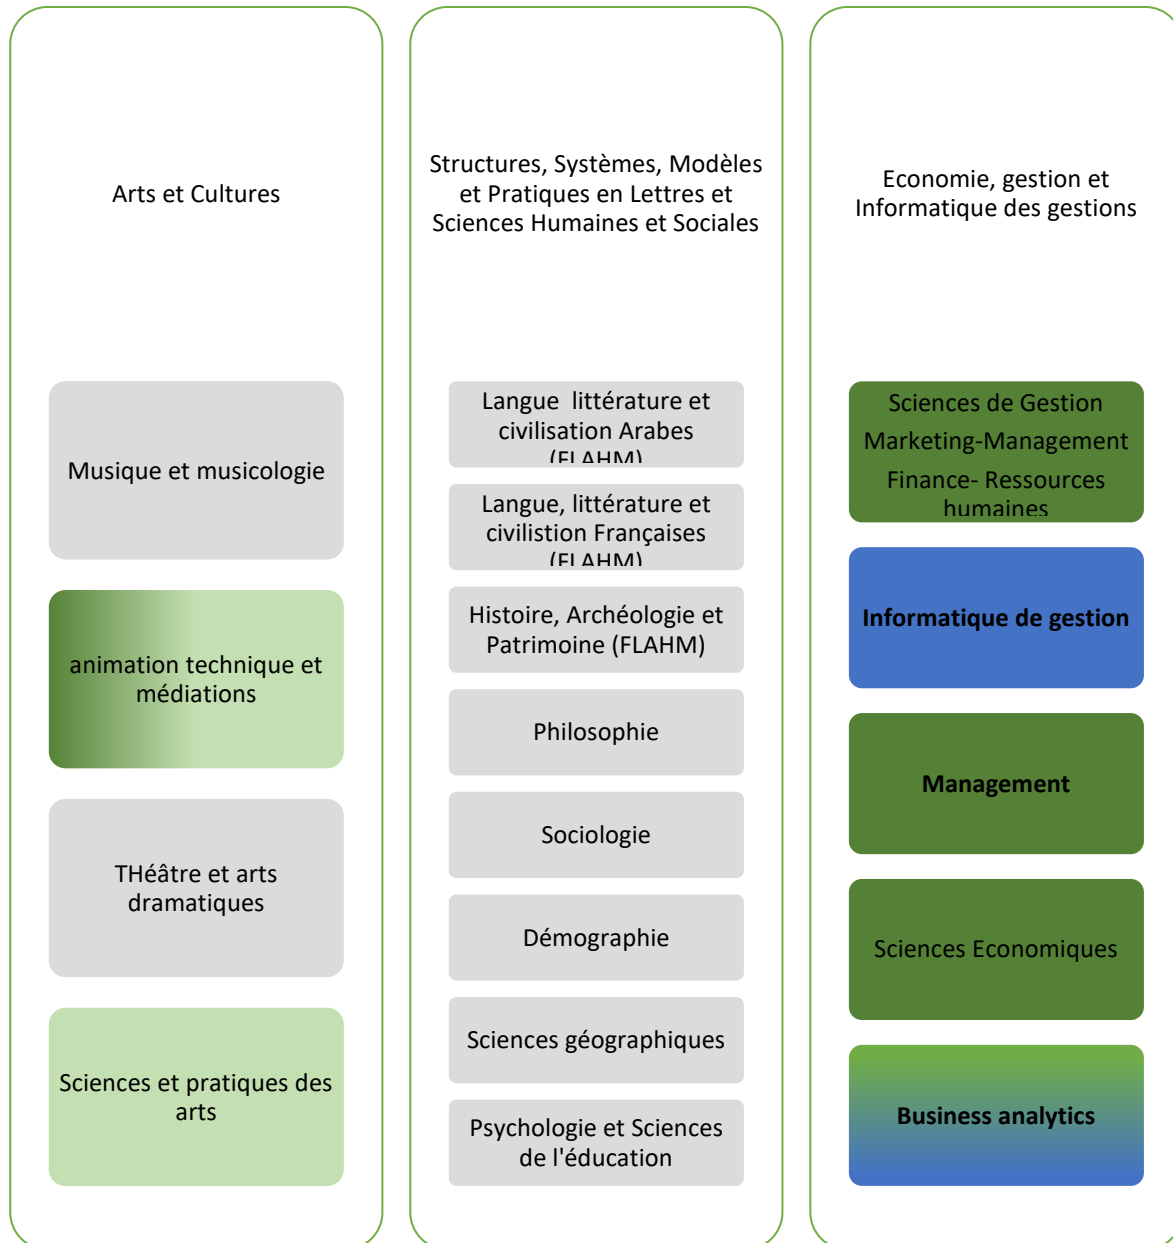 Arts et Cultures
Musique et musicologie
animation technique et
médiations
THéâtre et arts
dramatiques
Sciences et pratiques des
arts
Structures, Systèmes, Modèles
et Pratiques en Lettres et
Sciences Humaines et Sociales
Langue littérature et
civilisation Arabes
(FLAHM)
Langue, littérature et
civilistion Françaises
(FLAHM)
Histoire, Archéologie et
Patrimoine (FLAHM)
Philosophie
Sociologie
Démographie
Sciences géographiques
Psychologie et Sciences
de l'éducation
Economie, gestion et
Informatique des gestions
Sciences de Gestion
Marketing-Management
Finance- Ressources
humaines
Informatique de gestion
Management
Sciences Economiques
Business analytics